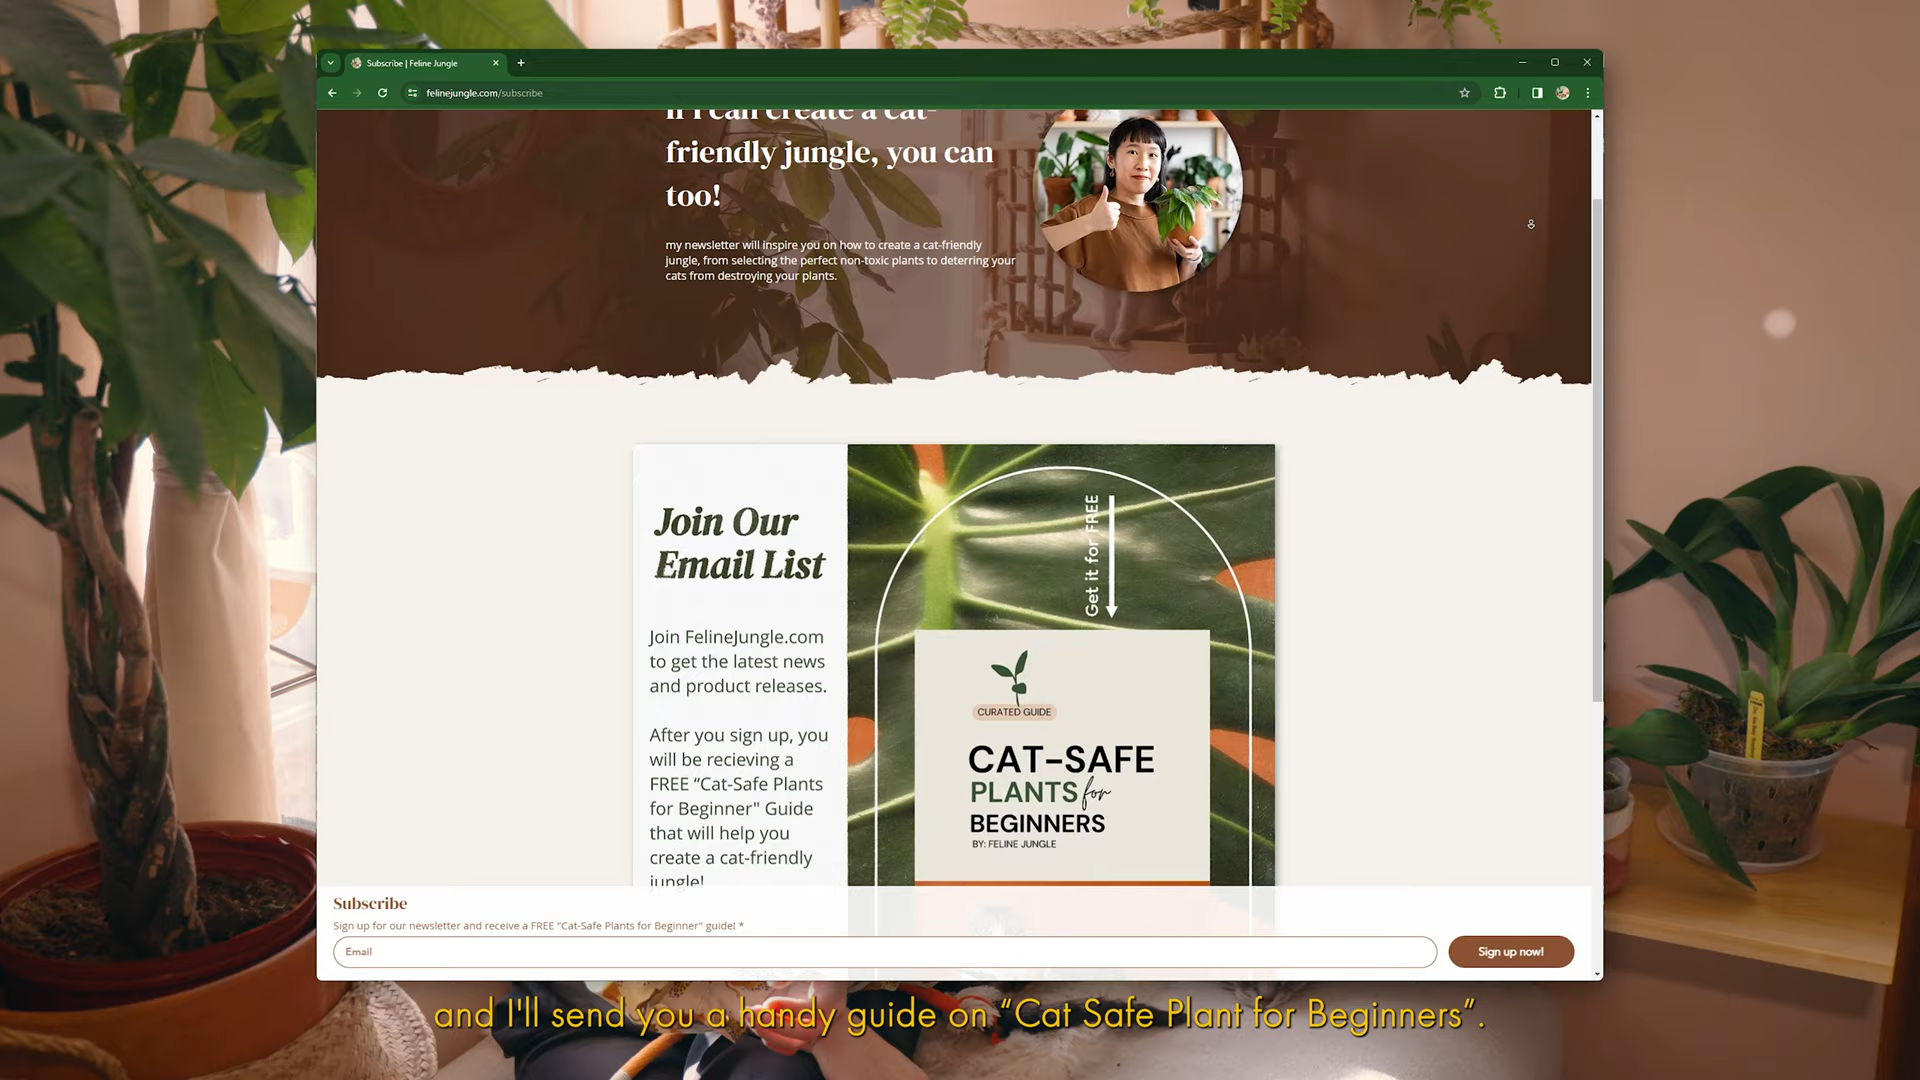 Subscribe | Feline Jungle
felinejungle.com/subscribe
If I can create a cat-
friendly jungle, you can
too!
my newsletter will inspire you on how to create a cat-friendly
jungle, from selecting the perfect non-toxic plants to deterring your
cats from destroying your plants.
Join Our
Email List
Join FelineJungle.com
to get the latest news
and product releases.
After you sign up, you
will be recieving a
FREE “Cat-Safe Plants
for Beginner" Guide
that will help you
create a cat-friendly
jungle!
Get it for FREE
CURATED GUIDE
CAT-SAFE
PLANTS for
BEGINNERS
BY: FELINE JUNGLE
Subscribe
Sign up for our newsletter and receive a FREE "Cat-Safe Plants for Beginner" guide! *
Email
Sign up now!
and I'll send you a handy guide on “Cat Safe Plant for Beginners”.